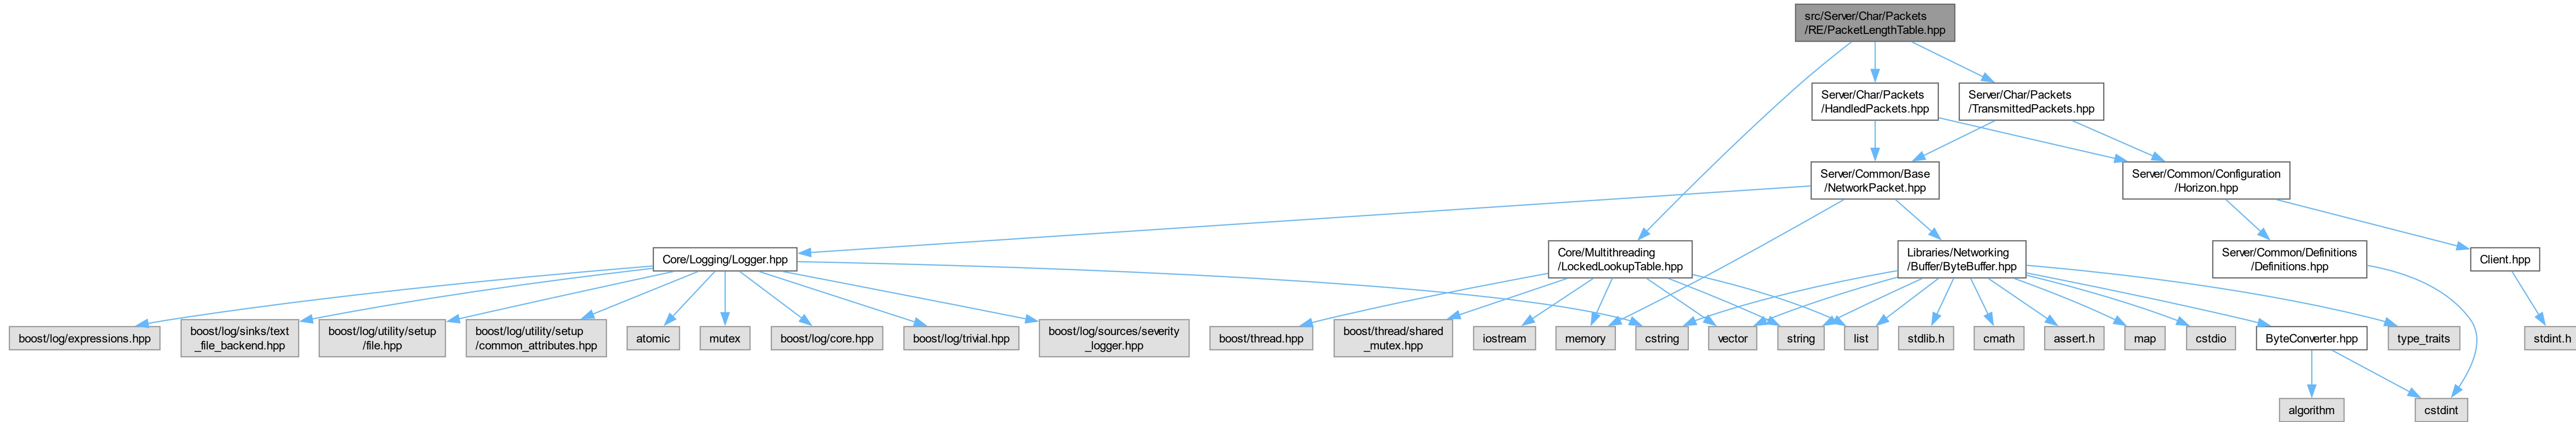 src/Server/Char/Packets
/RE/PacketLengthTable.hpp
Server/Char/Packets
/HandledPackets.hpp
Server/Char/Packets
/TransmittedPackets.hpp
Server/Common/Base
/NetworkPacket.hpp
Server/Common/Configuration
/Horizon.hpp
Core/Logging/Logger.hpp
Core/Multithreading
/LockedLookupTable.hpp
Libraries/Networking
/Buffer/ByteBuffer.hpp
Server/Common/Definitions
/Definitions.hpp
Client.hpp
boost/log/expressions.hpp
boost/log/sinks/text
_file_backend.hpp
boost/log/utility/setup
/file.hpp
boost/log/utility/setup
/common_attributes.hpp
atomic
mutex
boost/log/core.hpp
boost/log/trivial.hpp
boost/log/sources/severity
_logger.hpp
boost/thread.hpp
boost/thread/shared
_mutex.hpp
iostream
memory
cstring
vector
string
list
stdlib.h
cmath
assert.h
map
cstdio
ByteConverter.hpp
type_traits
stdint.h
algorithm
cstdint